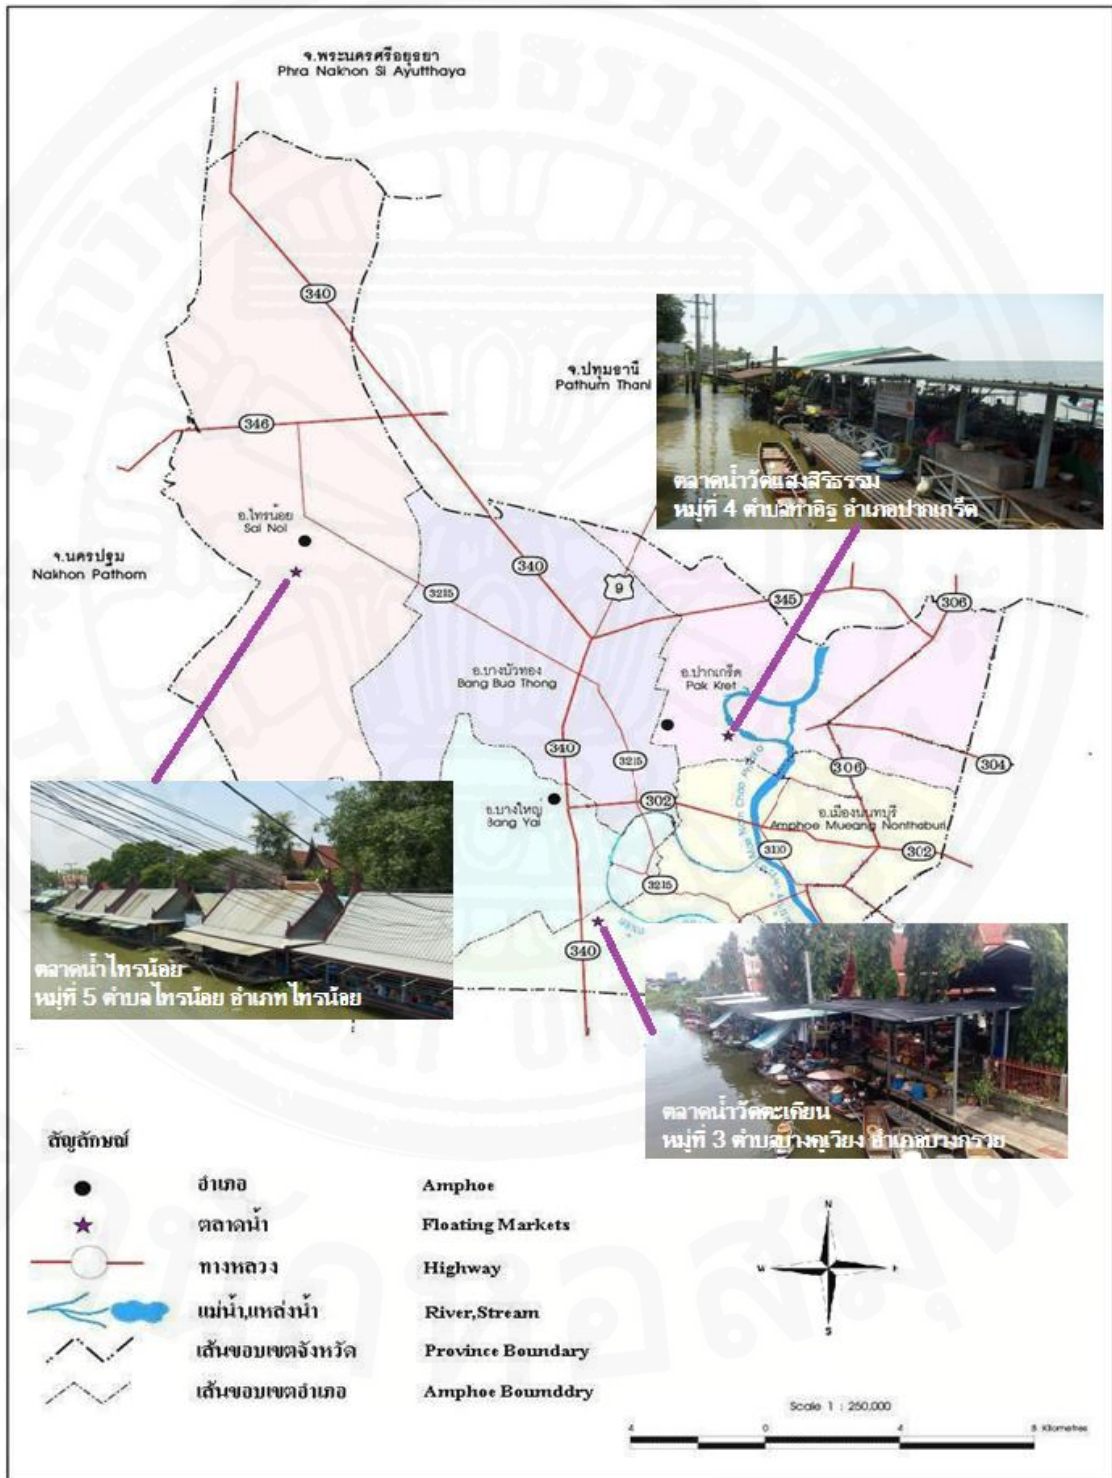 จ.พระนครศรีอยุธยา
Phra Nakhon Si Ayutthaya
340
จ.ปทุมธานี
Pathum Thani
346
ตลาดน้ำวัดแสงสิริธรรม
หมู่ที่ 4 ตำบลท่าอิฐ อำเภอปากเกร็ด
อ.ไทรน้อย
Sai Noi
จ.นครปฐม
Nakhon Pathom
340
9
3215
345
306
อ.บางบัวทอง
Bang Bua Thong
อ.ปากเกร็ด
Pak Kret
340
3215
306
304
302
อ.บางใหญ่
Bang Yai
อ.เมืองนนทบุรี
Amphoe Mueang Nonthaburi
3110
302
3215
340
ตลาดน้ำไทรน้อย
หมู่ที่ 5 ตำบลไทรน้อย อำเภทไทรน้อย
ตลาดน้ำวัดตะเคียน
หมู่ที่ 3 ตำบลบางคูเวียง อำเภอบางกรวย
สัญลักษณ์
อำเภอ Amphoe
ตลาดน้ำ Floating Markets
ทางหลวง Highway
แม่น้ำ,แหล่งน้ำ River,Stream
เส้นขอบเขตจังหวัด Province Boundary
เส้นขอบเขตอำเภอ Amphoe Boumddry
N
W E
S
Scale 1 : 250,000
4 0 4 8 Kilometres